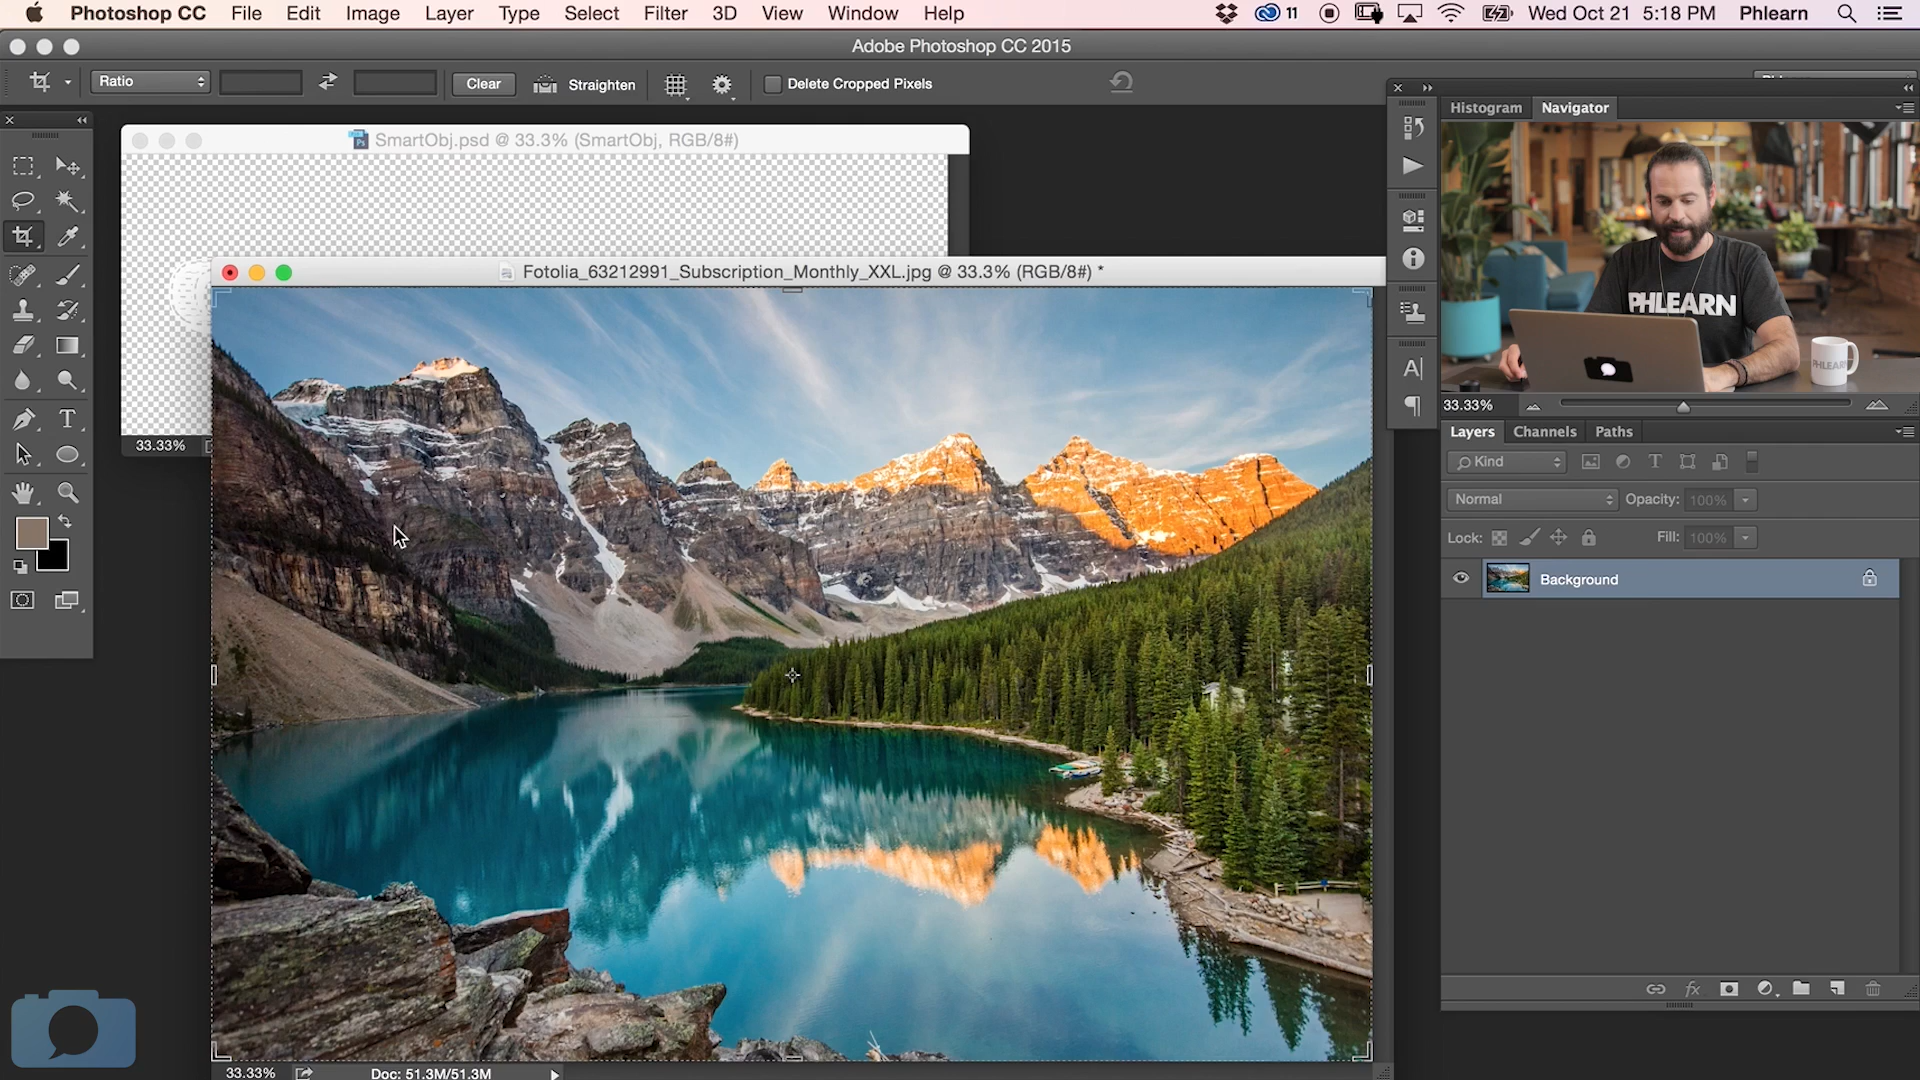 Photoshop CC File Edit Image Layer Type Select Filter 3D View Window Help 11 Wed Oct 21 5:18 PM Phlearn
Adobe Photoshop CC 2015
Ratio Clear Straighten Delete Cropped Pixels
Histogram Navigator
SmartObj.psd @ 33.3% (SmartObj, RGB/8#)
Ps
Fotolia_63212991_Subscription_Monthly_XXL.jpg @ 33.3% (RGB/8#) *
PHLEARN
PHLEARN
33.33%
33.33%
Layers Channels Paths
Kind
Normal Opacity: 100%
Lock: Fill: 100%
Background
fx
33.33% Doc: 51.3M/51.3M